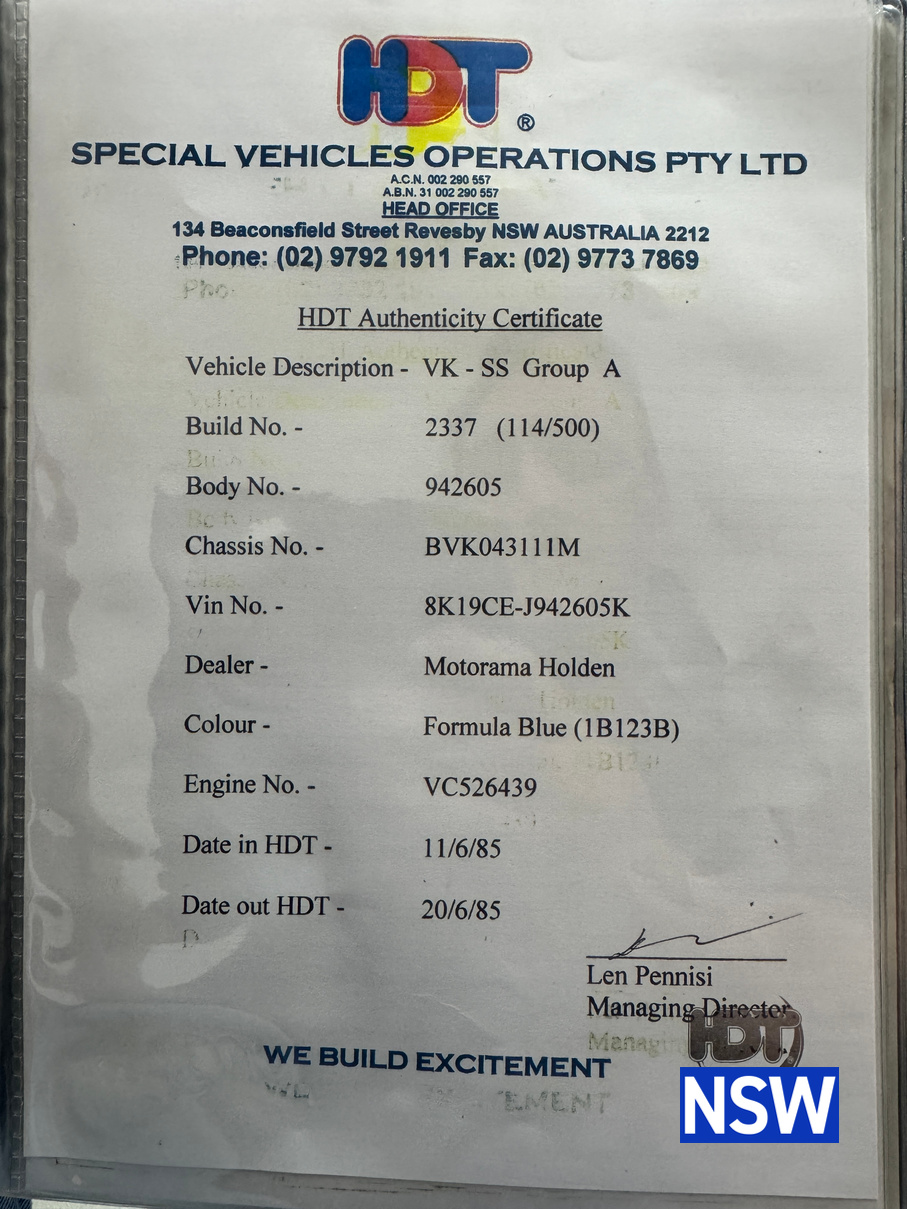 HDT
®
SPECIAL VEHICLES OPERATIONS PTY LTD
A.C.N. 002 290 557
A.B.N. 31 002 290 557
HEAD OFFICE
134 Beaconsfield Street Revesby NSW AUSTRALIA 2212
Phone: (02) 9792 1911 Fax: (02) 9773 7869
HDT Authenticity Certificate
Vehicle Description - VK - SS Group A
Build No. - 2337 (114/500)
Body No. - 942605
Chassis No. - BVK043111M
Vin No. - 8K19CE-J942605K
Dealer - Motorama Holden
Colour - Formula Blue (1B123B)
Engine No. - VC526439
Date in HDT - 11/6/85
Date out HDT - 20/6/85
Len Pennisi
Managing Director
HDT
WE BUILD EXCITEMENT
NSW